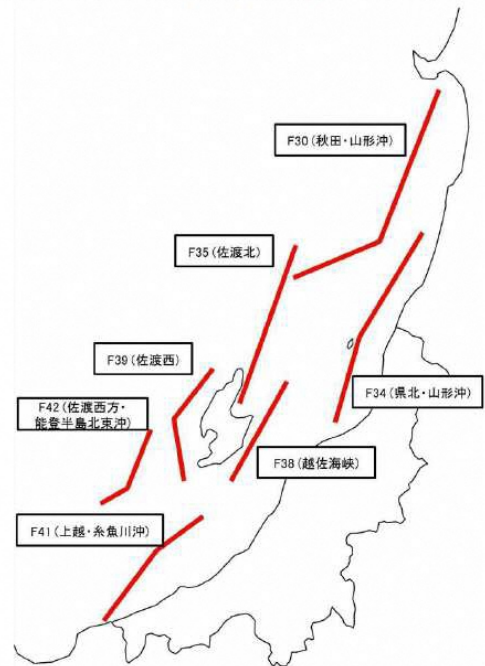 F30(秋田・山形沖)
F35(佐渡北)
F39(佐渡西)
F42(佐渡西方・
能登半島北東沖)
F34(県北・山形沖)
F38(越佐海峡)
F41(上越・糸魚川沖)